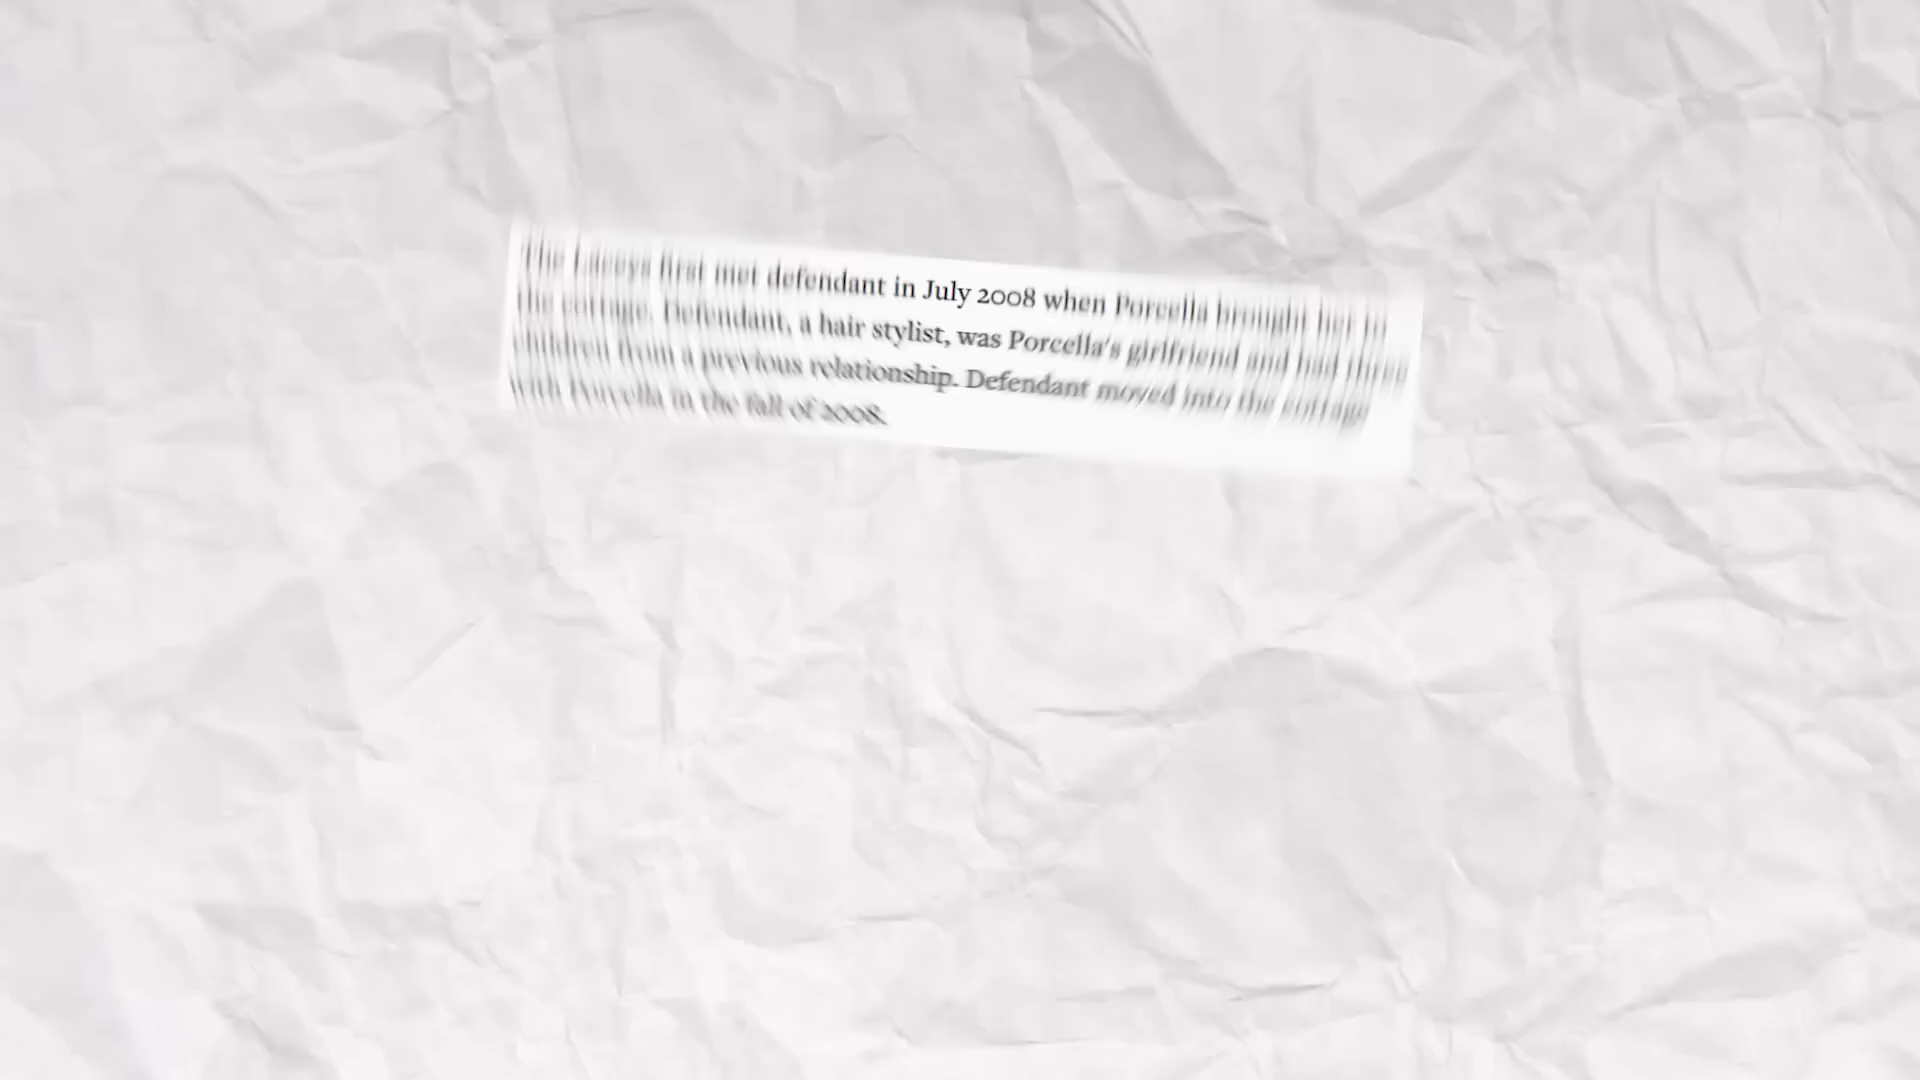 The first met defendant in July 2008 when Porcella brought her to
the cottage. Defendant, a hair stylist, was Porcella's girlfriend and had three
children from a previous relationship. Defendant moved into the cottage
with Porcella in the fall of 2008.